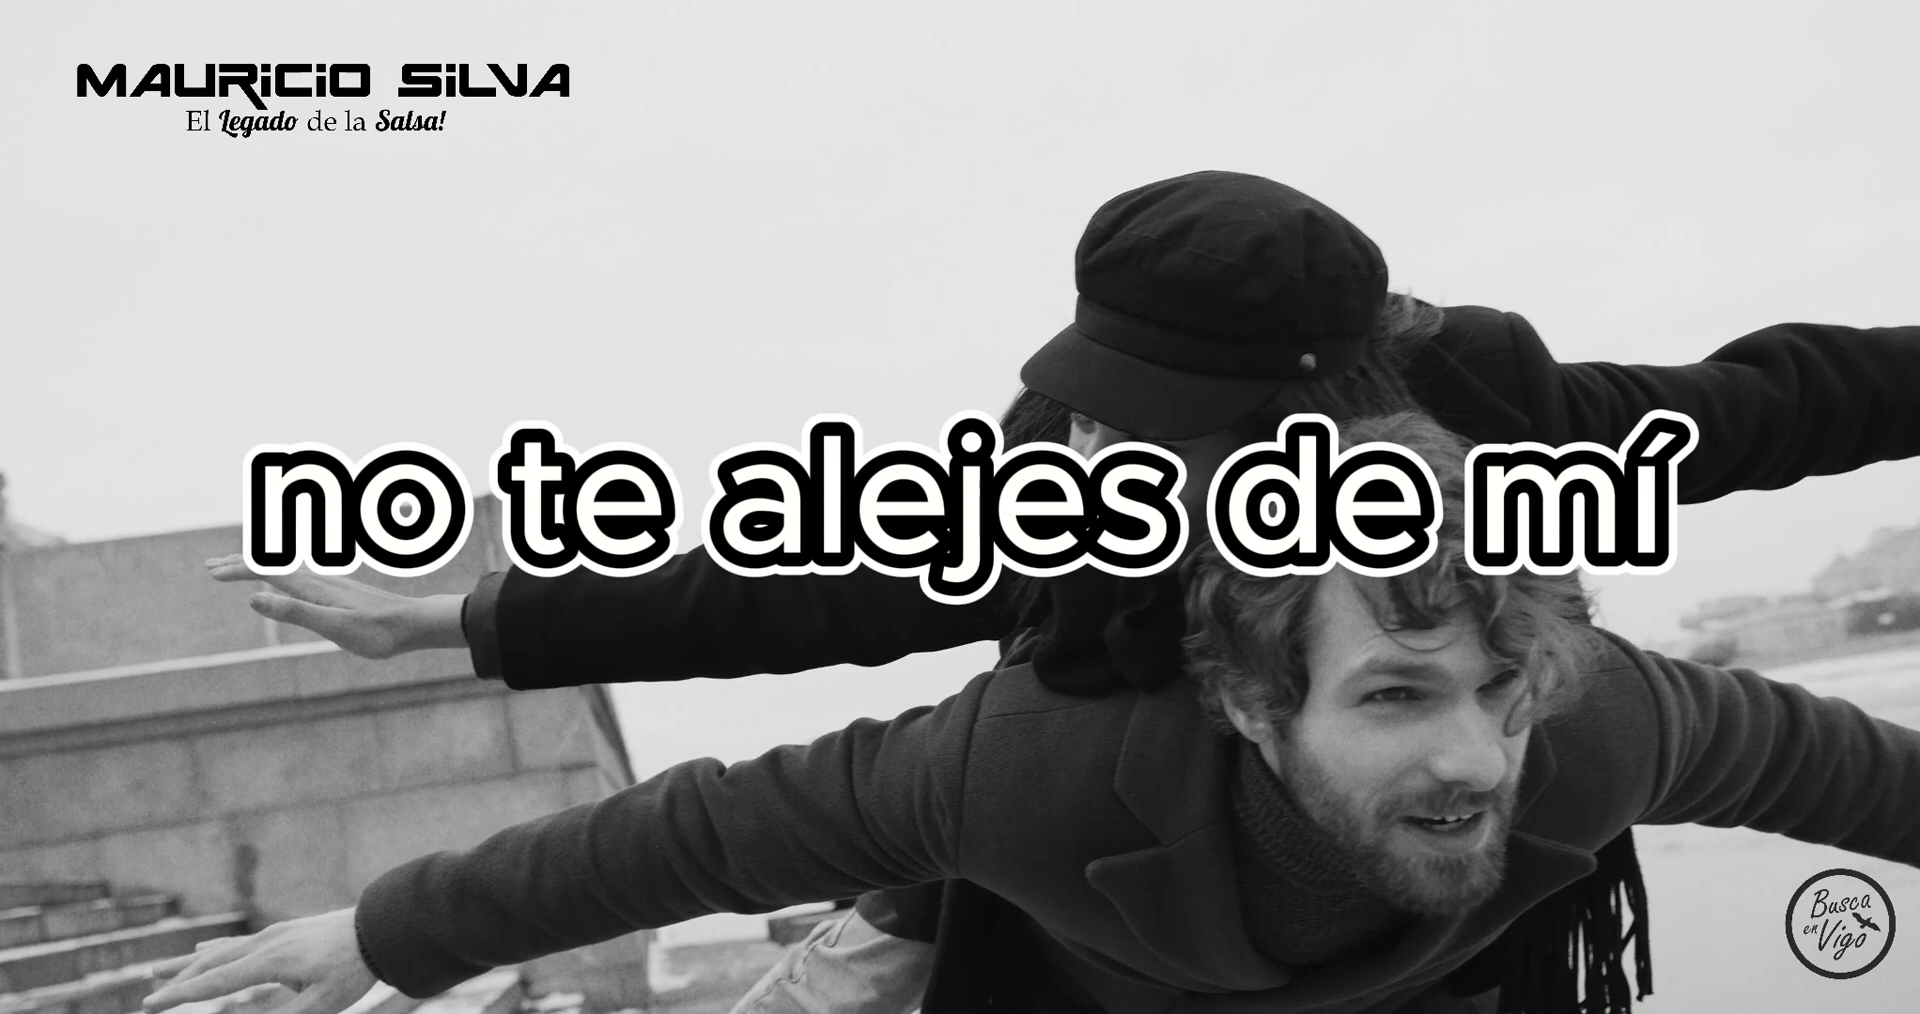 MAURiCiO SiLVA
El Legado de la Salsa!
no te alejes de mí
Busca
en Vigo